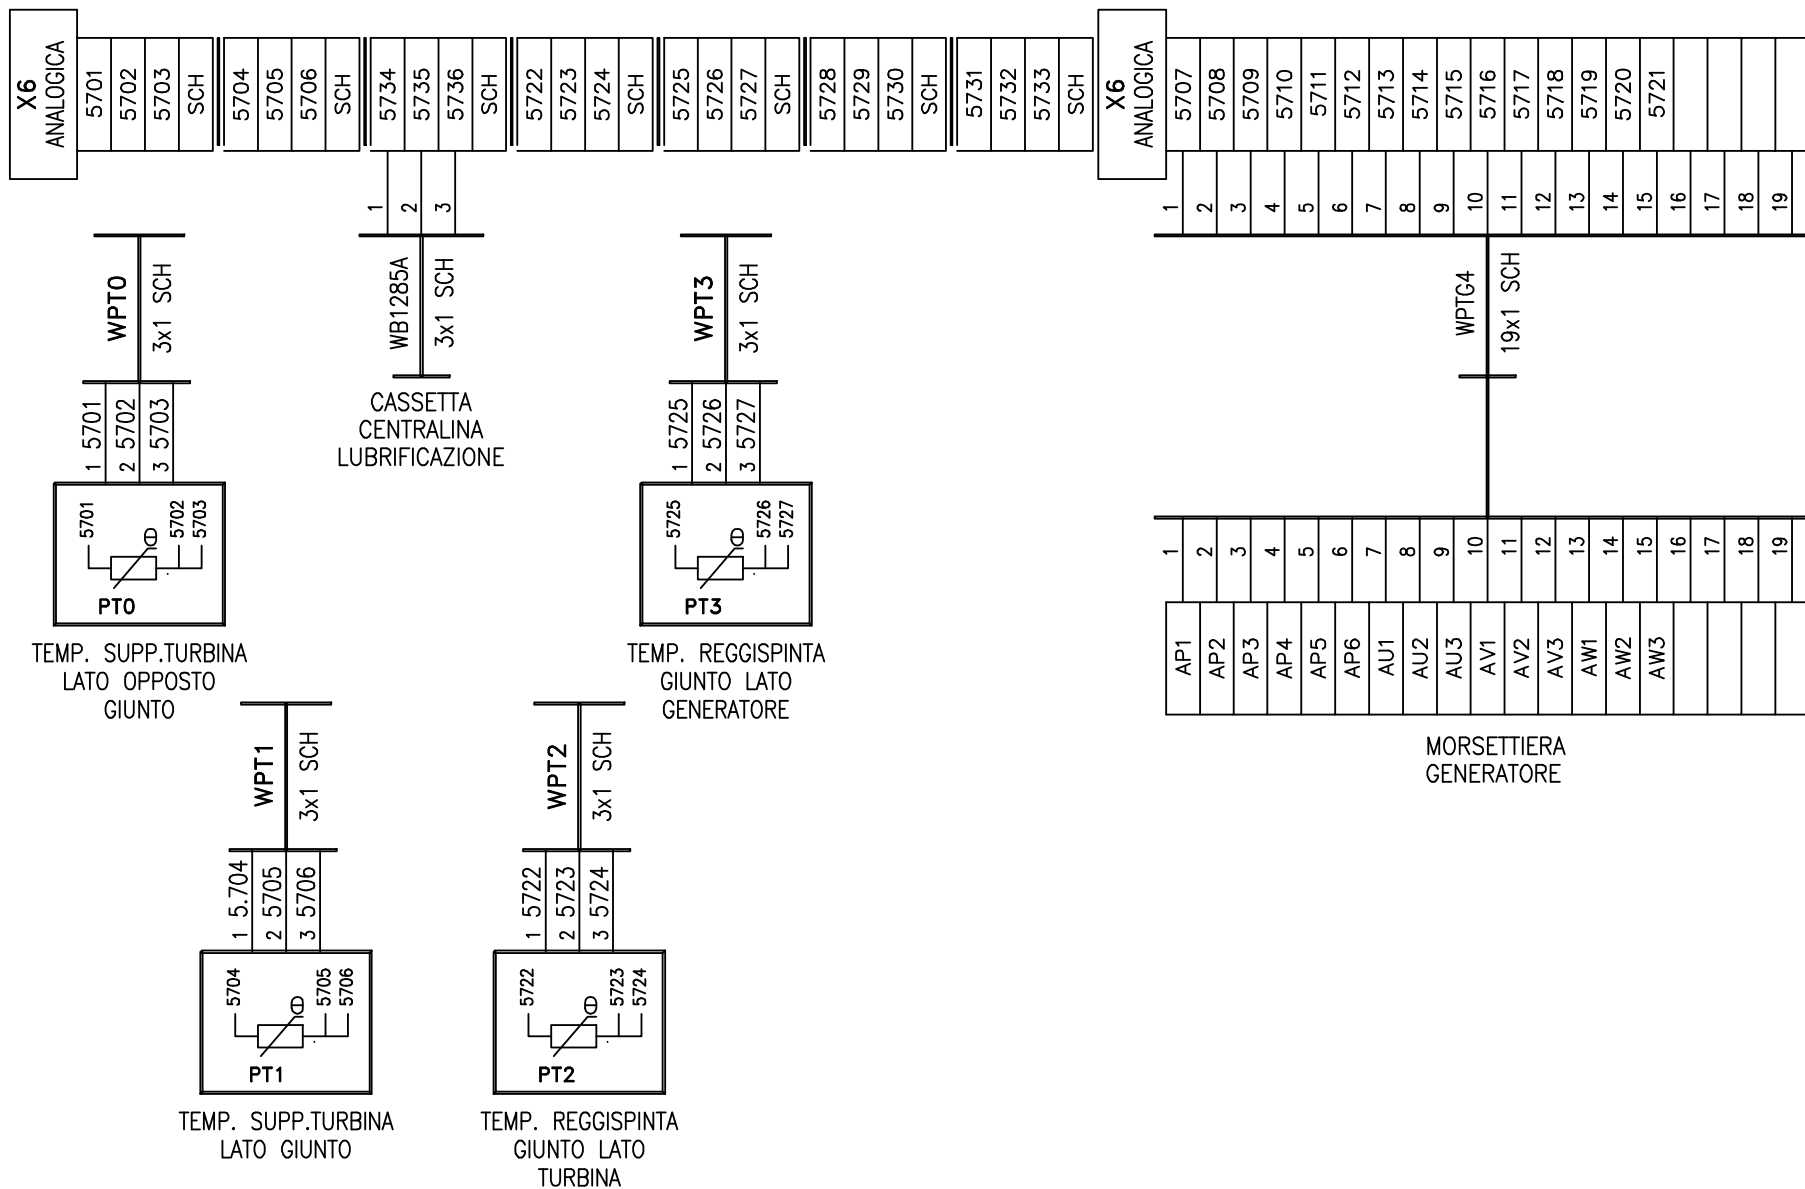 X6
ANALOGICA
5701
5702
5703
SCH
5704
5705
5706
SCH
5734
5735
5736
SCH
5722
5723
5724
SCH
5725
5726
5727
SCH
5728
5729
5730
SCH
5731
5732
5733
SCH
X6
ANALOGICA
5707
5708
5709
5710
5711
5712
5713
5714
5715
5716
5717
5718
5719
5720
5721
1
2
3
1
2
3
4
5
6
7
8
9
10
11
12
13
14
15
16
17
18
19
WPT0
3x1 SCH
WB1285A
3x1 SCH
CASSETTA
CENTRALINA
LUBRIFICAZIONE
WPT3
3x1 SCH
WPTG4
19x1 SCH
1 5701
2 5702
3 5703
5701
5702
5703
PT0
TEMP. SUPP.TURBINA
LATO OPPOSTO
GIUNTO
1 5725
2 5726
3 5727
5725
5726
5727
PT3
TEMP. REGGISPINTA
GIUNTO LATO
GENERATORE
1
2
3
4
5
6
7
8
9
10
11
12
13
14
15
16
17
18
19
AP1
AP2
AP3
AP4
AP5
AP6
AU1
AU2
AU3
AV1
AV2
AV3
AW1
AW2
AW3
MORSETTIERA
GENERATORE
WPT1
3x1 SCH
1 5.704
2 5705
3 5706
5704
5705
5706
PT1
TEMP. SUPP.TURBINA
LATO GIUNTO
WPT2
3x1 SCH
1 5722
2 5723
3 5724
5722
5723
5724
PT2
TEMP. REGGISPINTA
GIUNTO LATO
TURBINA